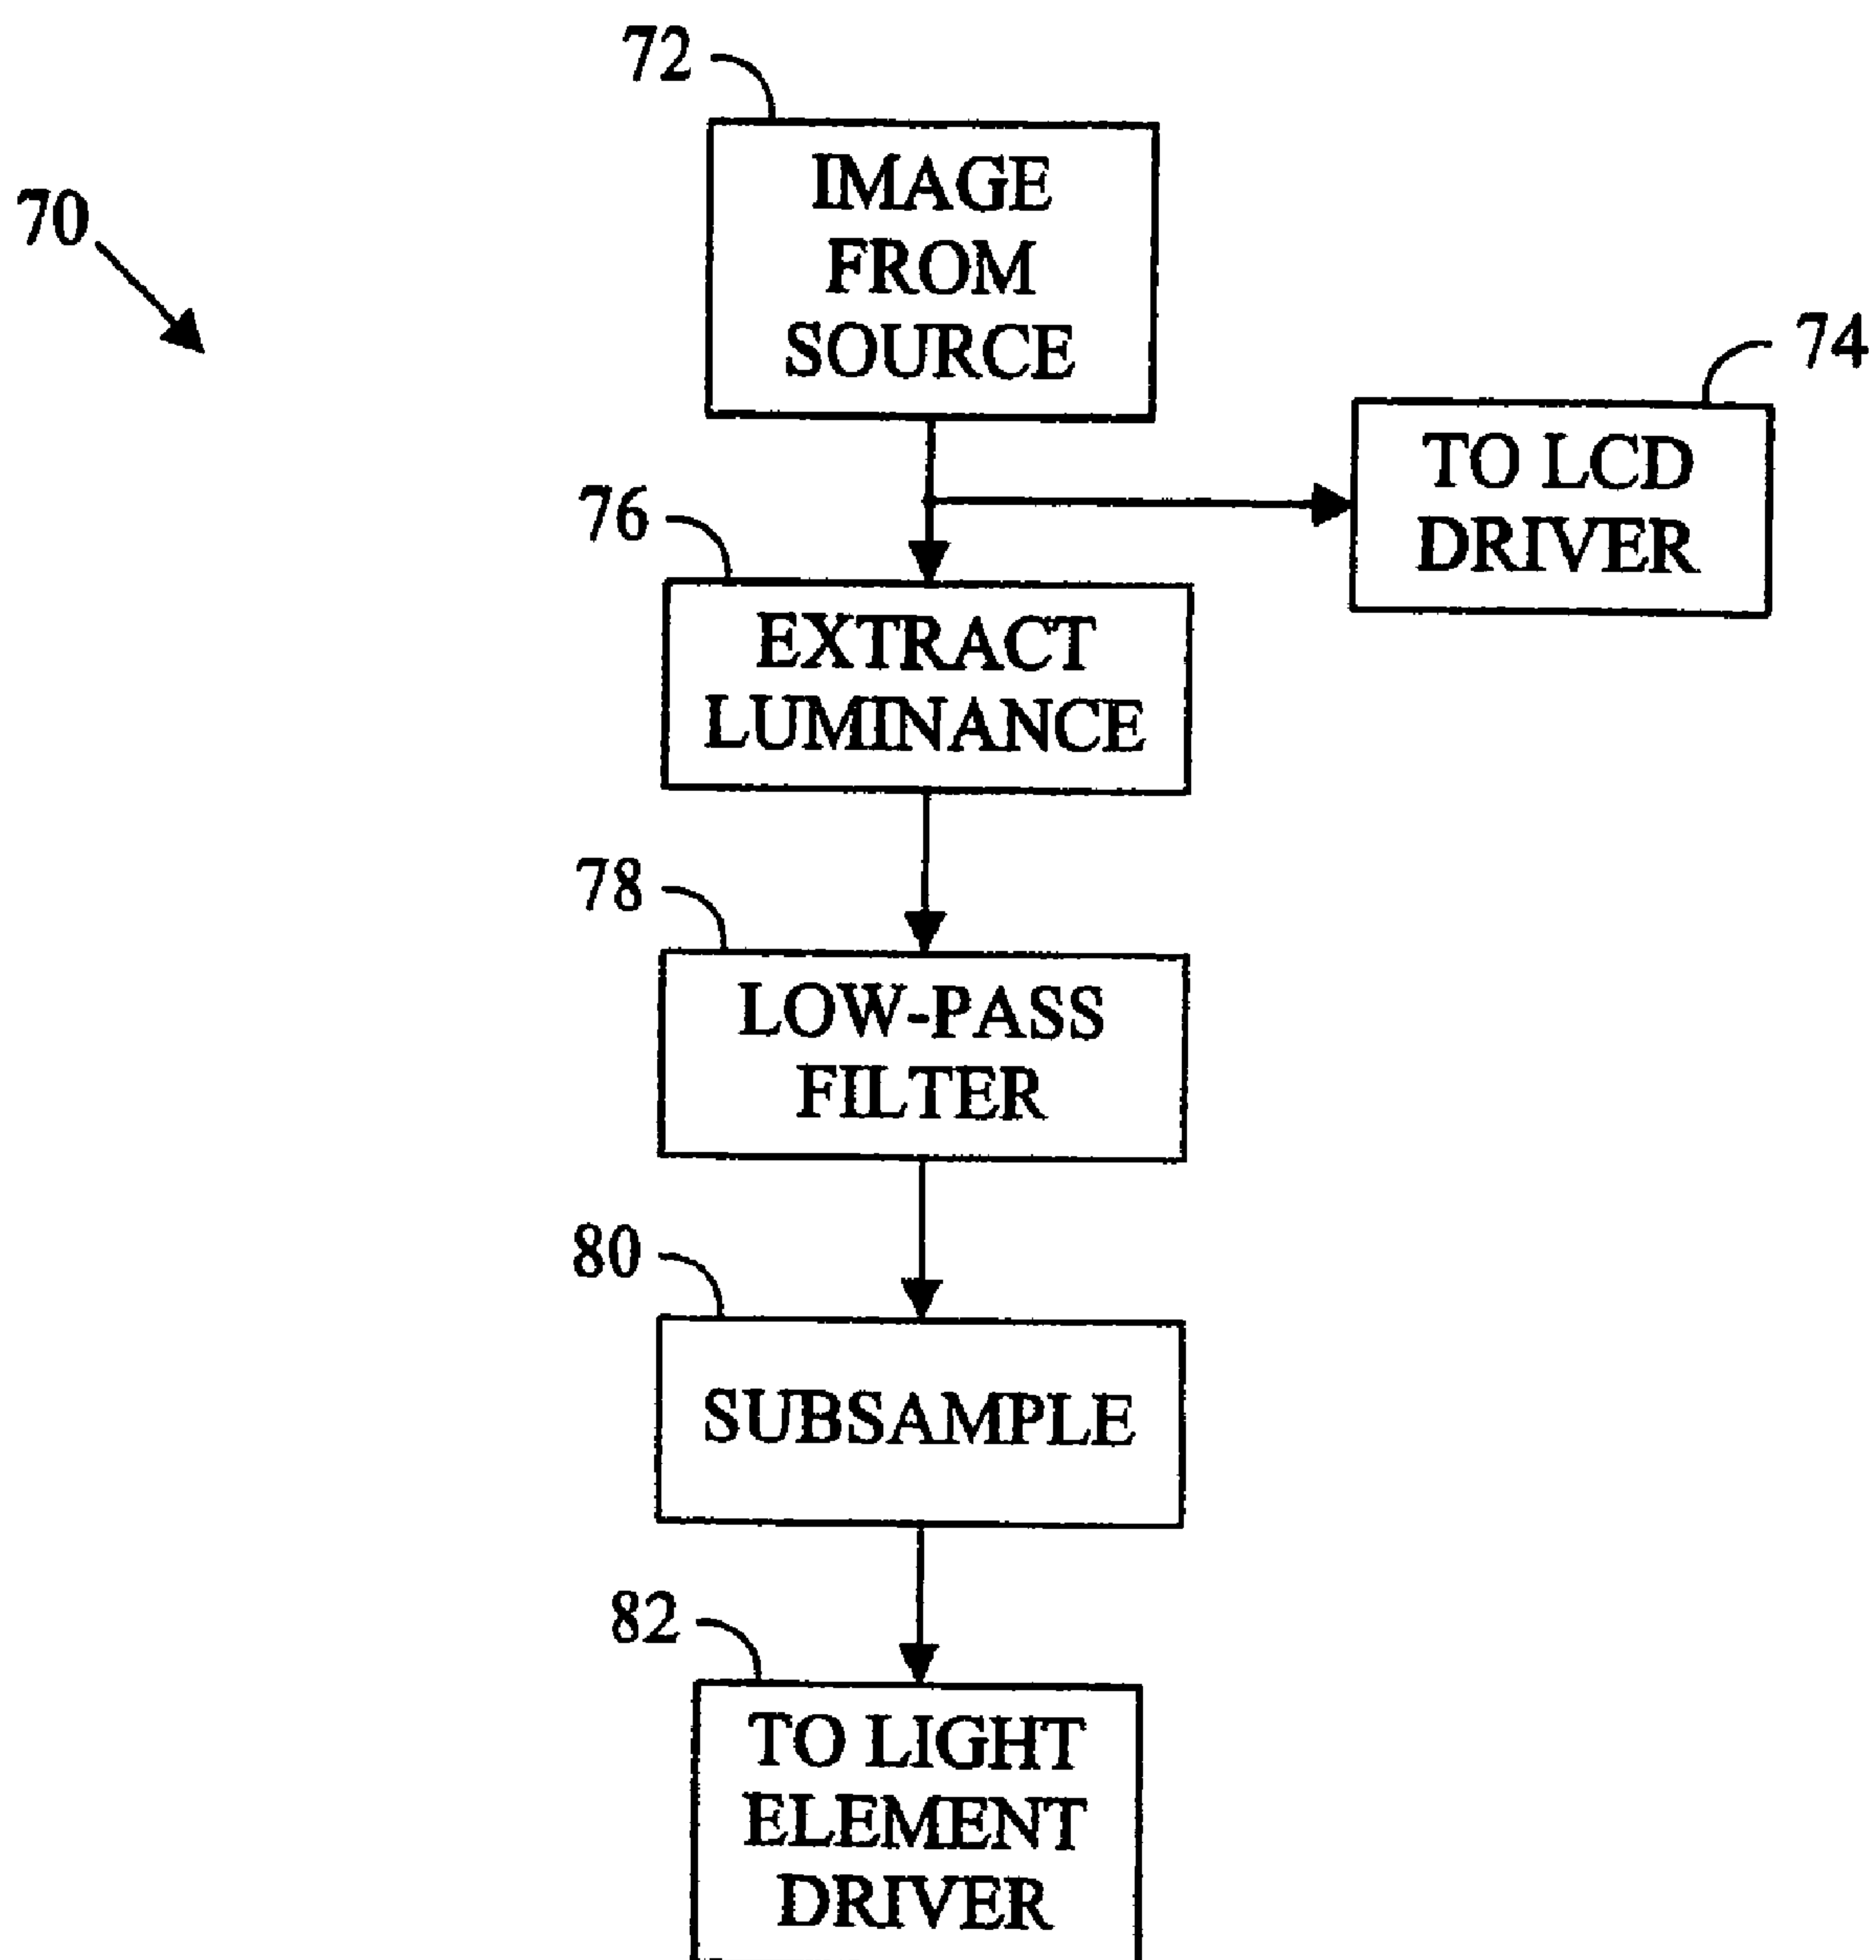 72
IMAGE
FROM
SOURCE
70
74
TO LCD
DRIVER
76
EXTRACT
LUMINANCE
78
LOW-PASS
FILTER
80
SUBSAMPLE
82
TO LIGHT
ELEMENT
DRIVER